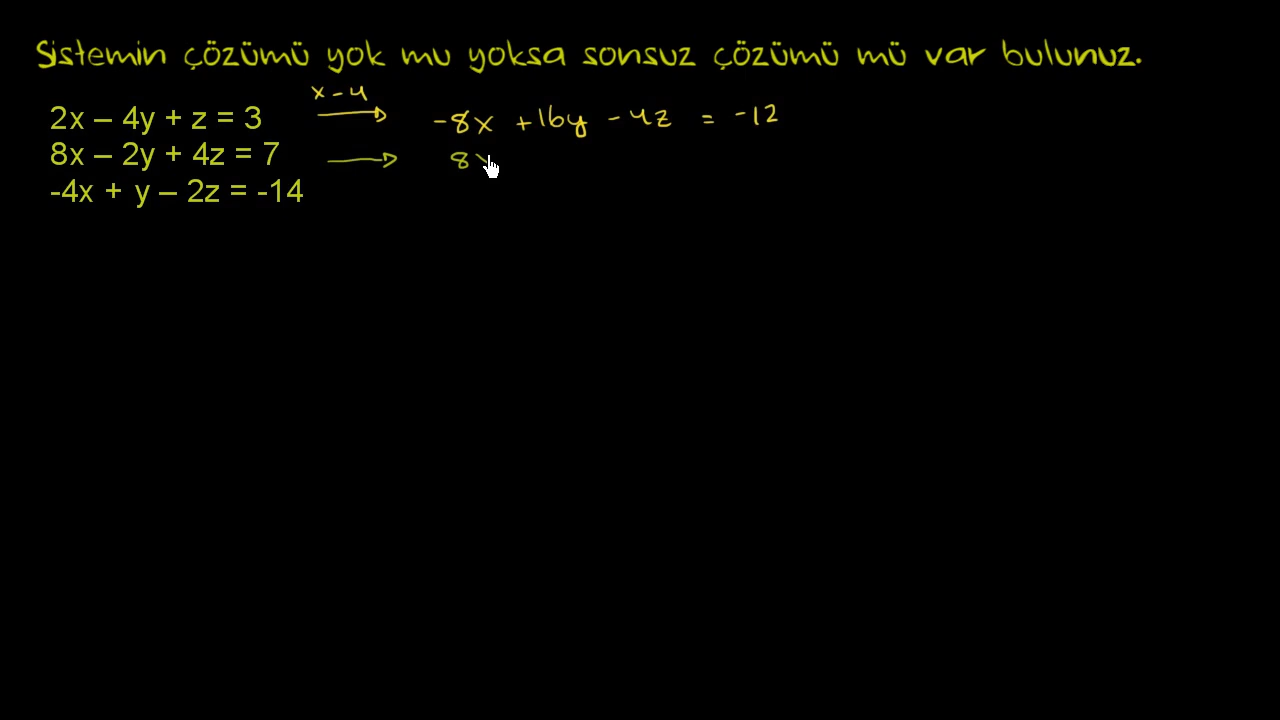 Sistemin çözümü yok mu yoksa sonsuz çözümü mü var bulunuz.
2x – 4y + z = 3 x -4 → -8x +16y -4z = -12
8x – 2y + 4z = 7 → 8x
-4x + y – 2z = -14